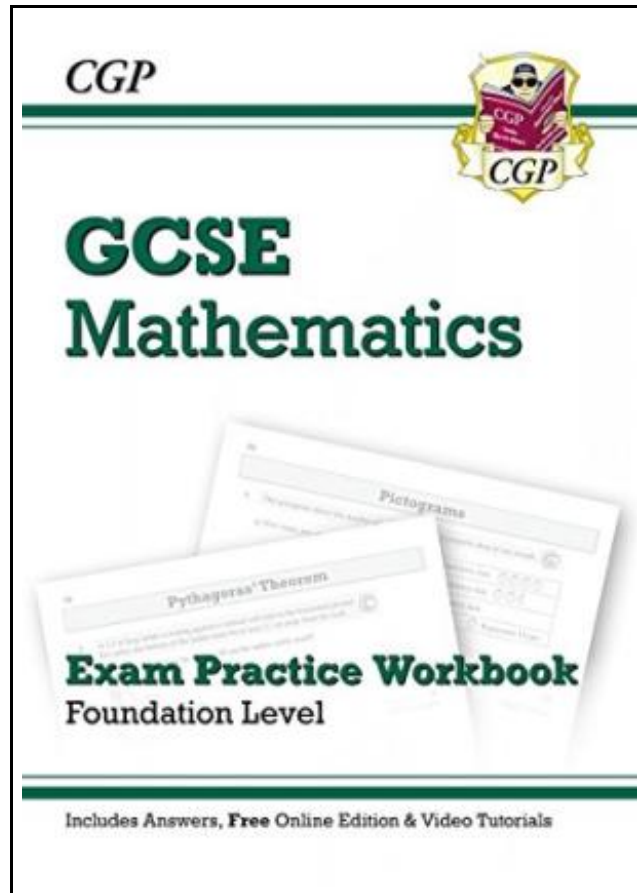 CGP
CGP
CGP
GCSE
Mathematics
Pictograms
Pythagoras' Theorem
Exam Practice Workbook
Foundation Level
Includes Answers, Free Online Edition & Video Tutorials